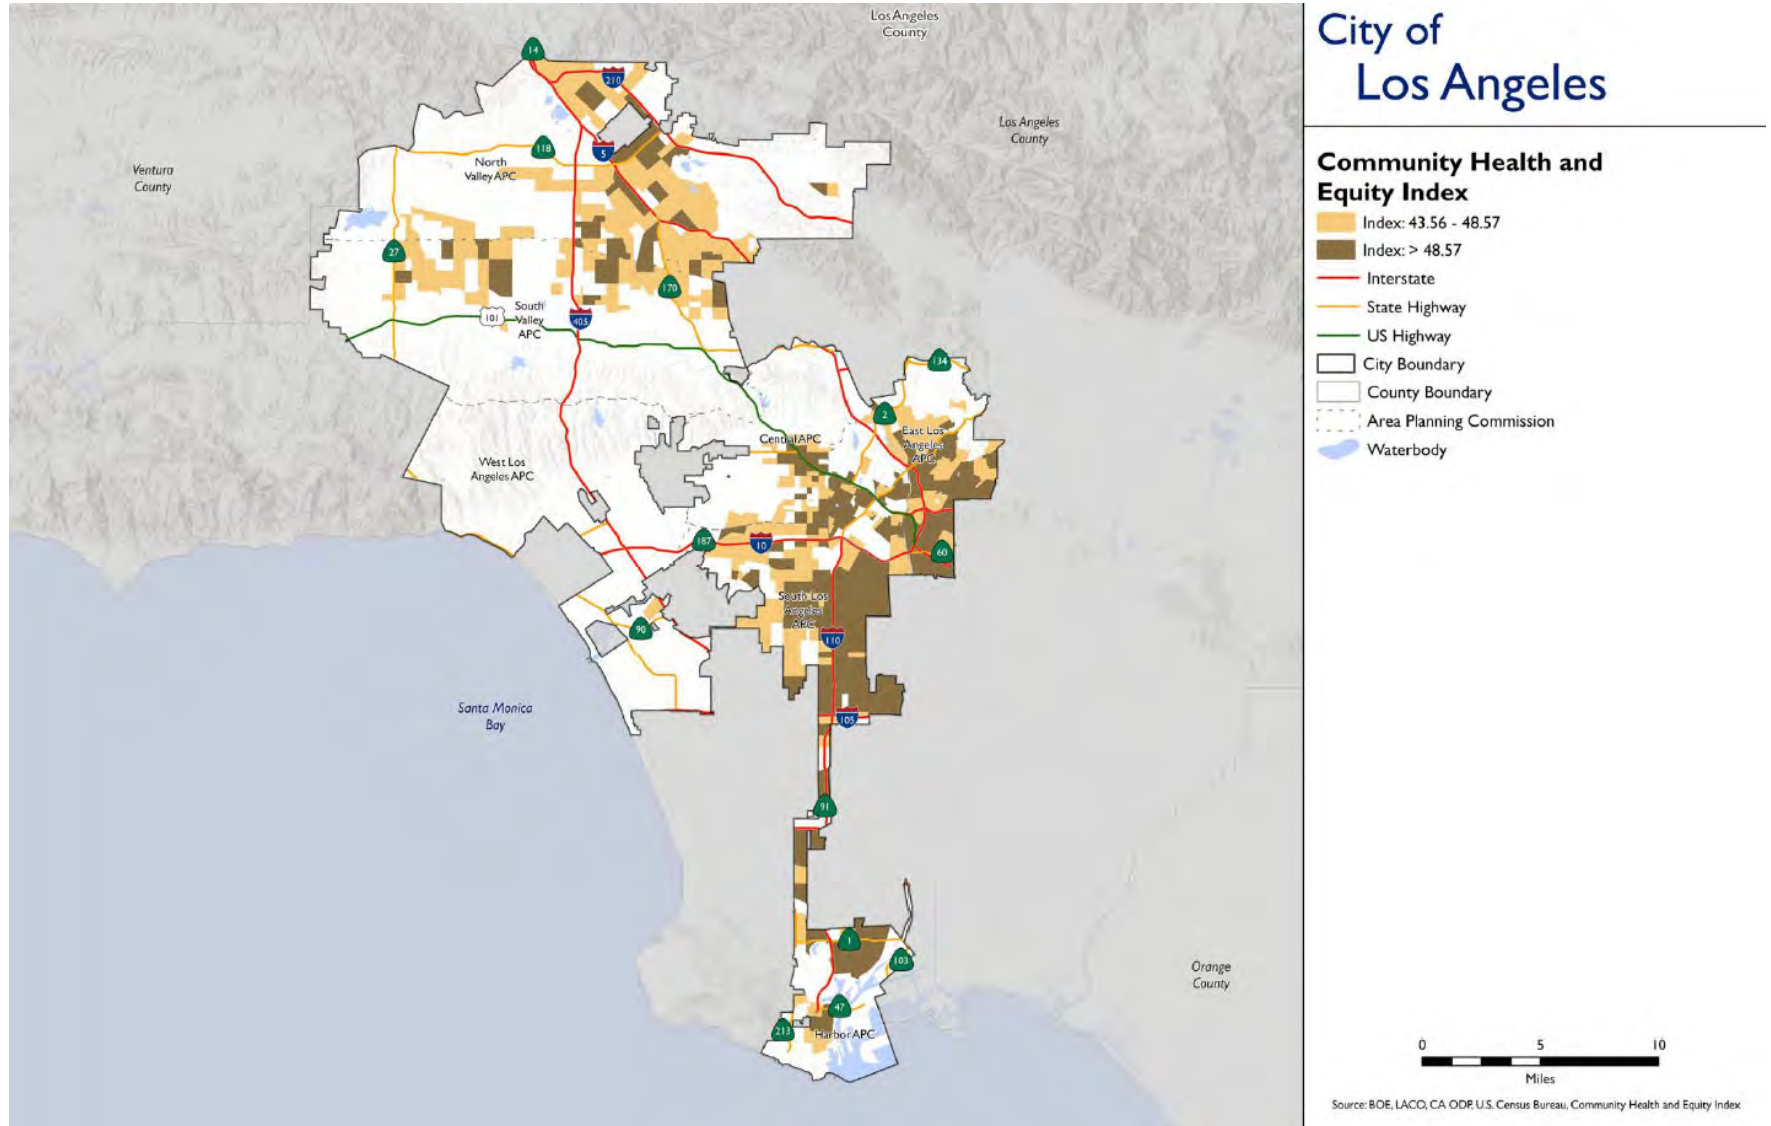 Los Angeles
County
City of
Los Angeles
14
210
Los Angeles
County
118
5
North
Valley APC
Ventura
County
Community Health and
Equity Index
Index: 43.56 - 48.57
Index: > 48.57
Interstate
State Highway
US Highway
City Boundary
County Boundary
Area Planning Commission
Waterbody
27
170
101
South
Valley
APC
405
134
2
East Los
Angeles
APC
Central APC
West Los
Angeles APC
187
10
60
South Los
Angeles
APC
90
110
Santa Monica
Bay
105
91
1
103
Orange
County
47
213
Harbor APC
0 5 10
Miles
Source: BOE, LACO, CA ODP, U.S. Census Bureau, Community Health and Equity Index